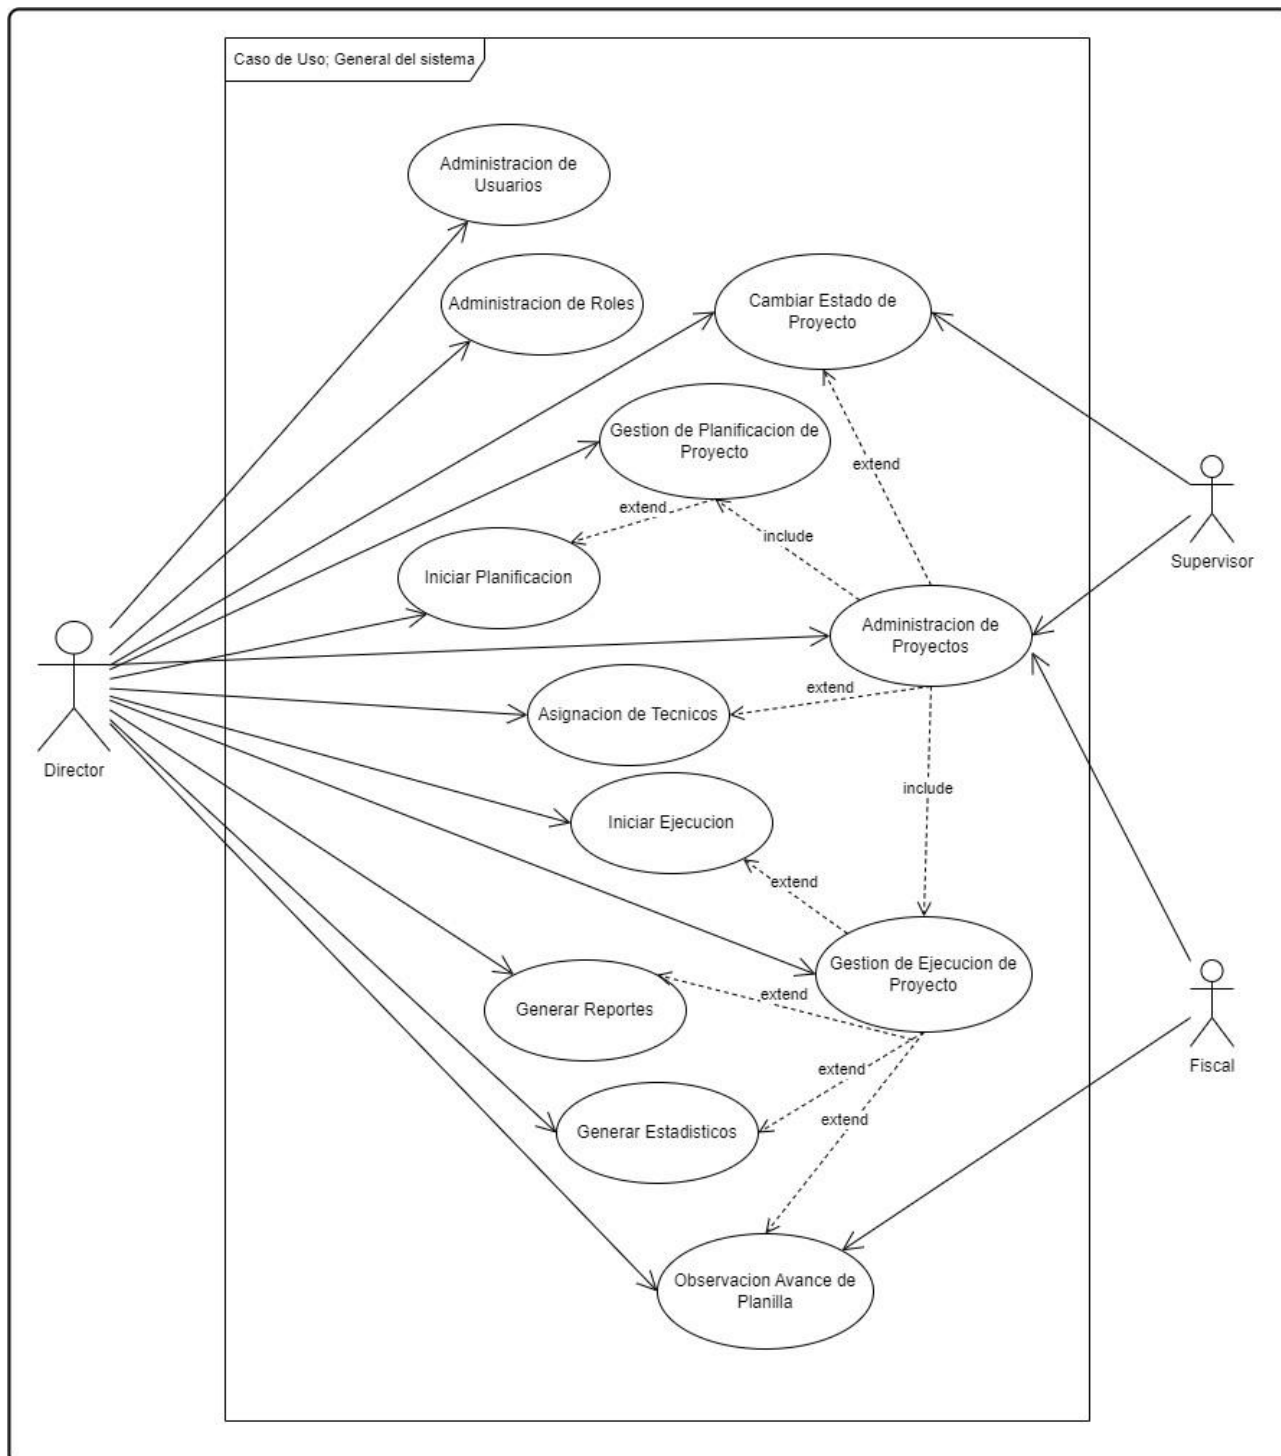 Caso de Uso; General del sistema
Administracion de
Usuarios
Administracion de Roles
Cambiar Estado de
Proyecto
Gestion de Planificacion de
Proyecto
extend
extend
include
Supervisor
Iniciar Planificacion
Administracion de
Proyectos
extend
Asignacion de Tecnicos
Director
include
Iniciar Ejecucion
extend
Gestion de Ejecucion de
Proyecto
extend
Generar Reportes
Fiscal
extend
extend
Generar Estadisticos
Observacion Avance de
Planilla